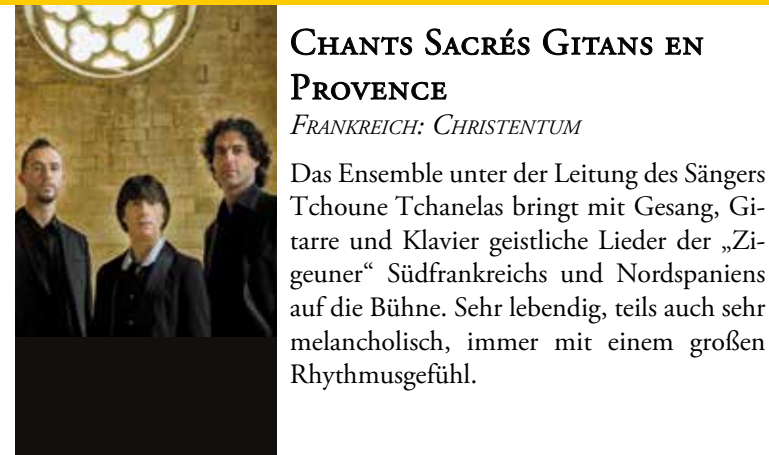 Chants Sacrés Gitans en
Provence
Frankreich: Christentum
Das Ensemble unter der Leitung des Sängers
Tchoune Tchanelas bringt mit Gesang, Gi-
tarre und Klavier geistliche Lieder der „Zi-
geuner“ Südfrankreichs und Nordspaniens
auf die Bühne. Sehr lebendig, teils auch sehr
melancholisch, immer mit einem großen
Rhythmusgefühl.